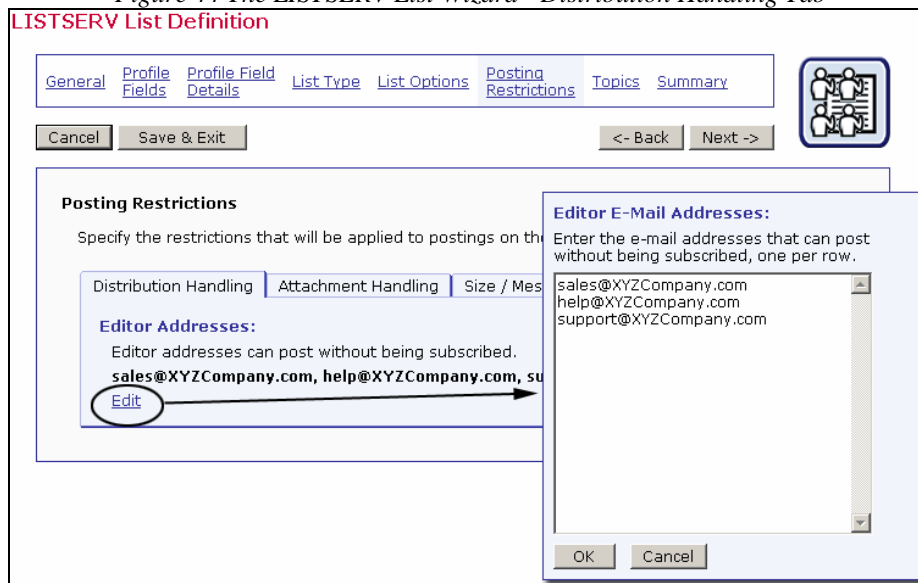 LISTSERV List Definition
General Profile Fields Profile Field Details List Type List Options Posting Restrictions Topics Summary
Cancel Save & Exit <- Back Next ->
Posting Restrictions
Specify the restrictions that will be applied to postings on
Distribution Handling Attachment Handling Size /
Editor Addresses:
Editor addresses can post without being subscribed.
sales@XYZCompany.com, help@XYZCompany.com,
Edit
Editor E-Mail Addresses:
Enter the e-mail addresses that can post
without being subscribed, one per row.
sales@XYZCompany.com
help@XYZCompany.com
support@XYZCompany.com
OK Cancel